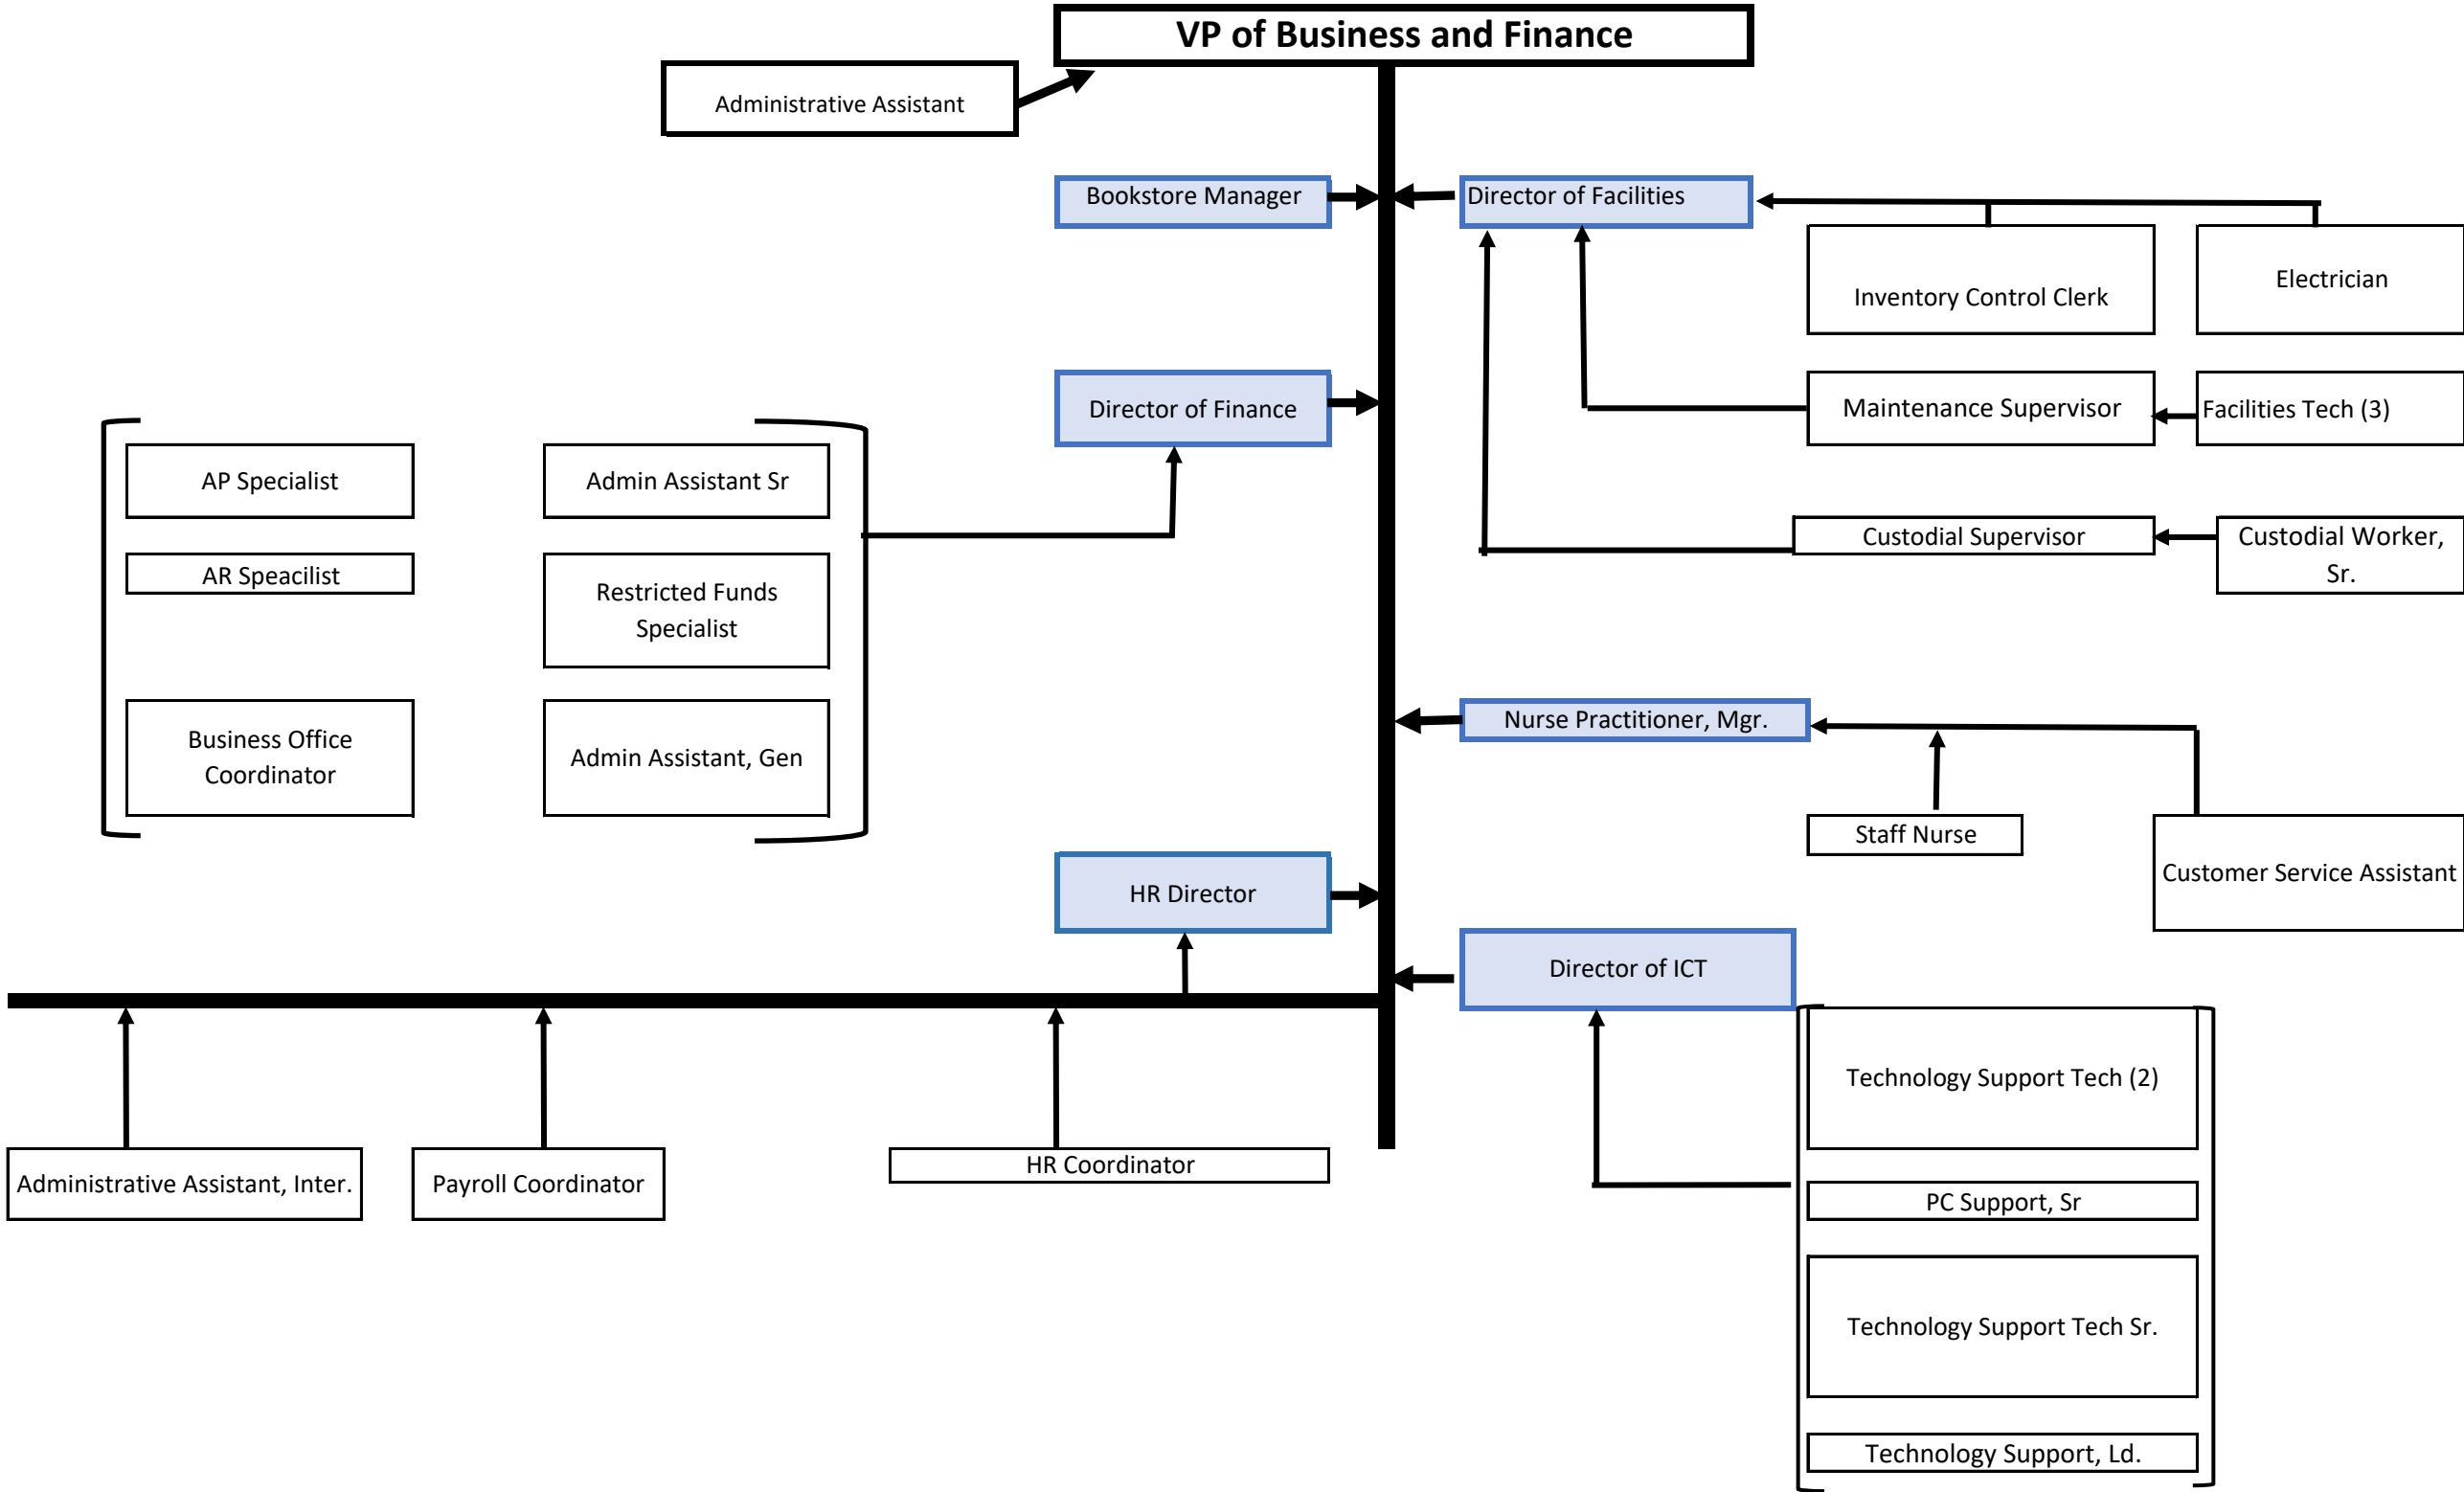 VP of Business and Finance
Administrative Assistant
Bookstore Manager
Director of Facilities
Inventory Control Clerk
Electrician
Director of Finance
Maintenance Supervisor
Facilities Tech (3)
AP Specialist
Admin Assistant Sr
Custodial Supervisor
Custodial Worker,
Sr.
AR Speacilist
Restricted Funds
Specialist
Nurse Practitioner, Mgr.
Business Office
Coordinator
Admin Assistant, Gen
Staff Nurse
Customer Service Assistant
HR Director
Director of ICT
Technology Support Tech (2)
Administrative Assistant, Inter.
Payroll Coordinator
HR Coordinator
PC Support, Sr
Technology Support Tech Sr.
Technology Support, Ld.